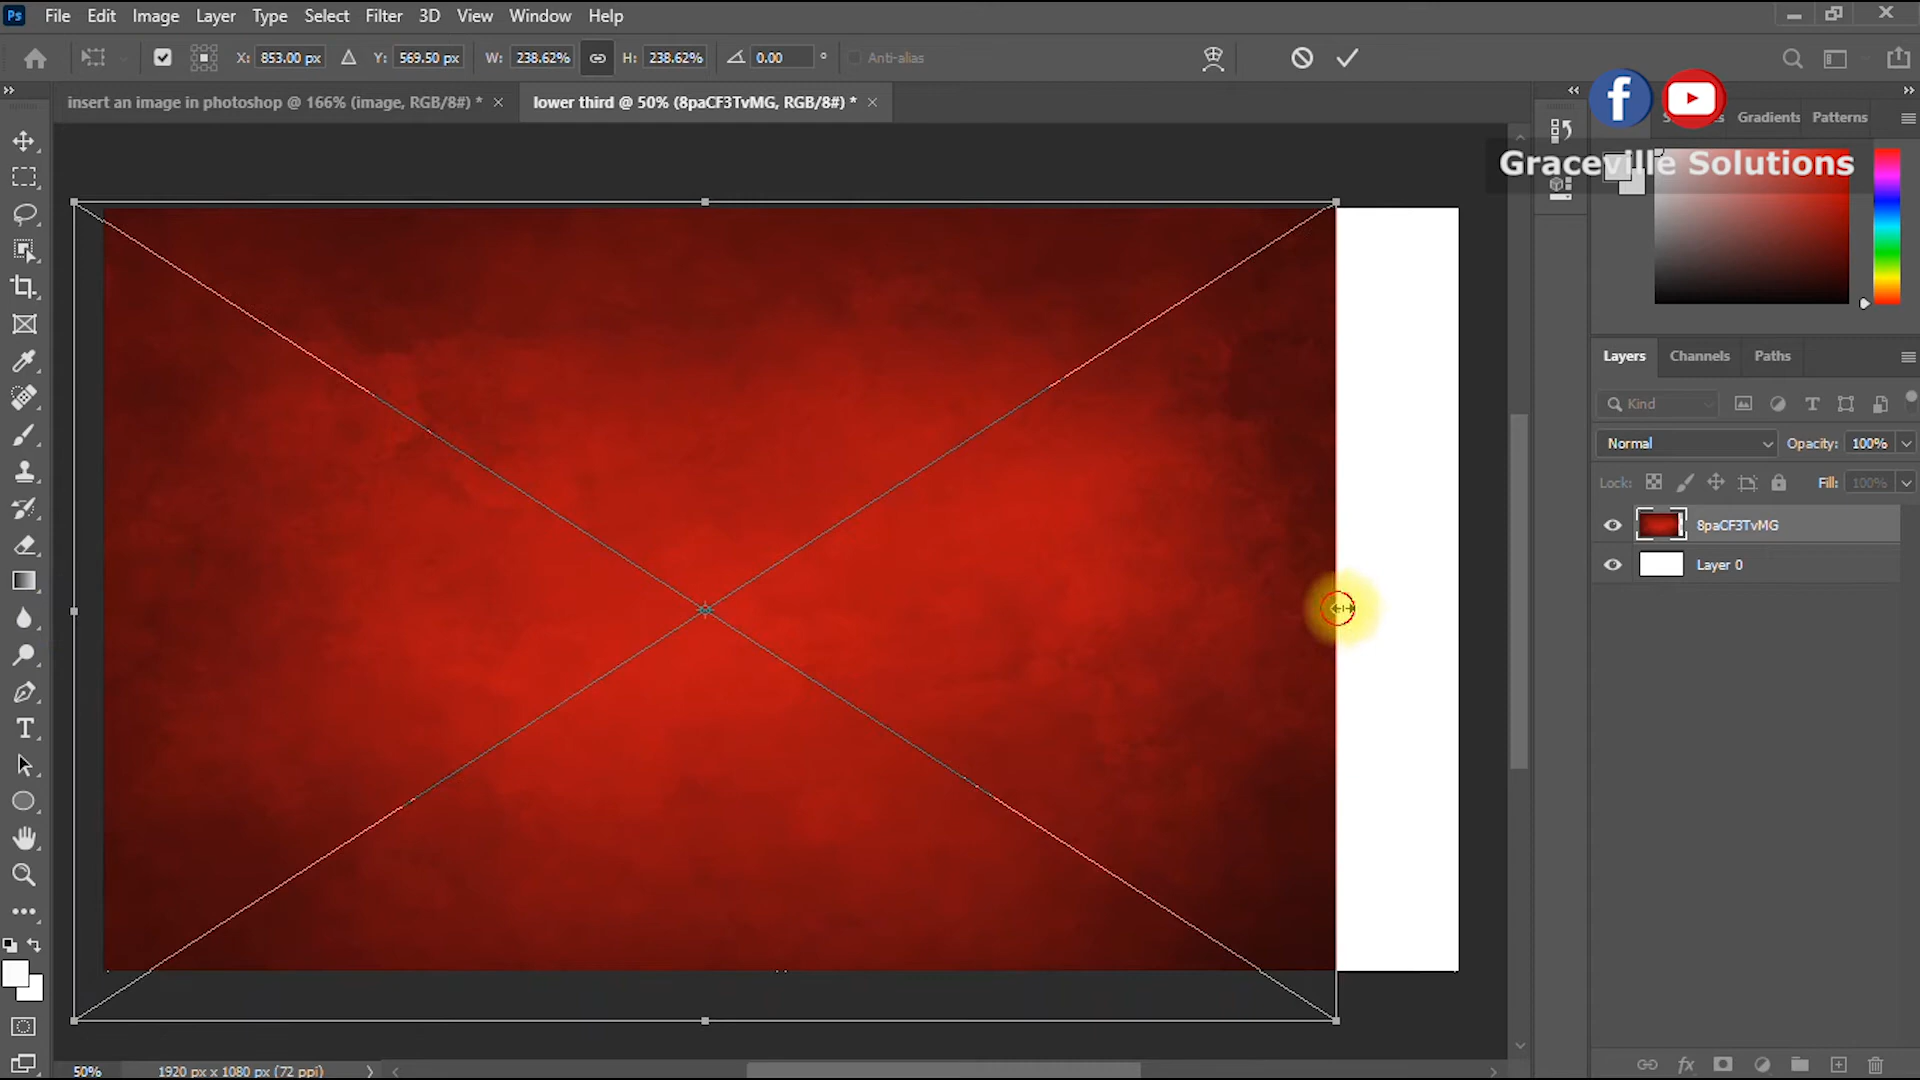 Ps File Edit Image Layer Type Select Filter 3D View Window Help
X: 853.00 px Y: 569.50 px W: 238.62% H: 238.62% 0.00 ° Anti-alias
insert an image in photoshop @ 166% (image, RGB/8#) * × lower third @ 50% (8paCF3TvMG, RGB/8#) * ×
Gradients Patterns
Graceville Solutions
Layers Channels Paths
Kind
Normal Opacity: 100%
Lock: Fill: 100%
8paCF3TvMG
Layer 0
50% 1920 px x 1080 px (72 ppi)